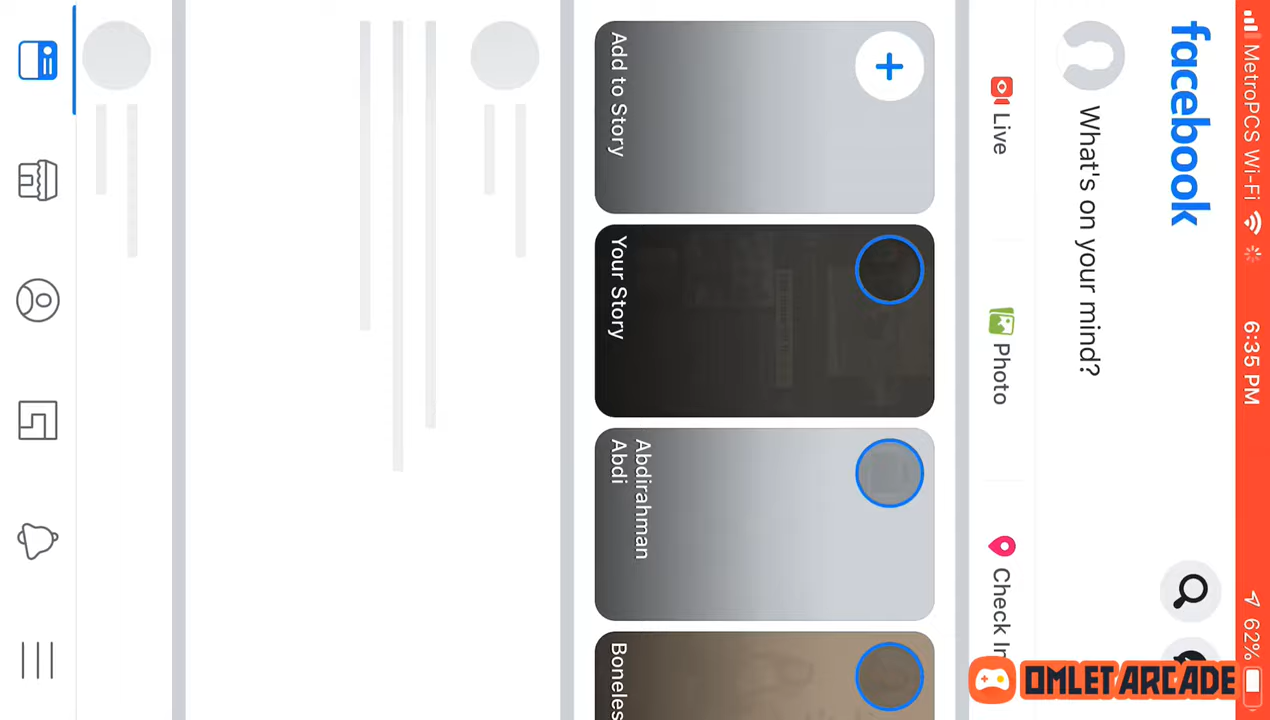 MetroPCS Wi-Fi 6:35 PM 62%
facebook
What's on your mind?
Live Photo Check In
Add to Story
Your Story
Abdirahman
Abdi
Boneles
OMLET ARCADE